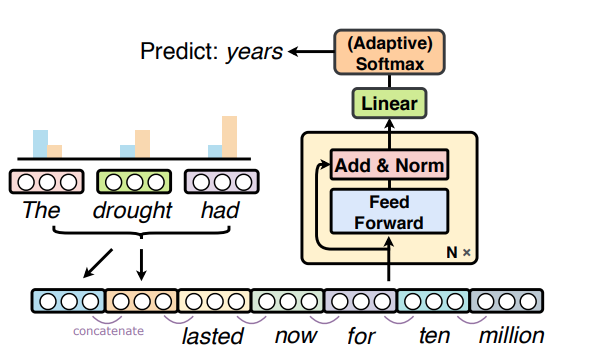 Predict: years
(Adaptive)
Softmax
Linear
Add & Norm
Feed
Forward
N ×
The drought had
concatenate
lasted now for ten million